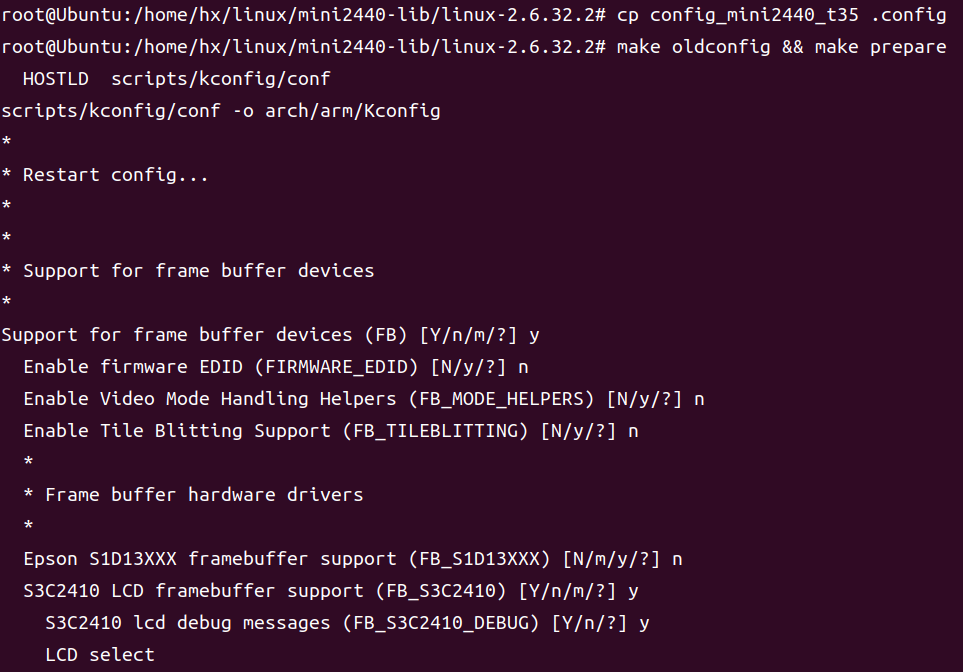 root@Ubuntu:/home/hx/linux/mini2440-lib/linux-2.6.32.2# cp config_mini2440_t35 .config
root@Ubuntu:/home/hx/linux/mini2440-lib/linux-2.6.32.2# make oldconfig && make prepare
  HOSTLD  scripts/kconfig/conf
scripts/kconfig/conf -o arch/arm/Kconfig
*
* Restart config...
*
*
* Support for frame buffer devices
*
Support for frame buffer devices (FB) [Y/n/m/?] y
  Enable firmware EDID (FIRMWARE_EDID) [N/y/?] n
  Enable Video Mode Handling Helpers (FB_MODE_HELPERS) [N/y/?] n
  Enable Tile Blitting Support (FB_TILEBLITTING) [N/y/?] n
  *
  * Frame buffer hardware drivers
  *
  Epson S1D13XXX framebuffer support (FB_S1D13XXX) [N/m/y/?] n
  S3C2410 LCD framebuffer support (FB_S3C2410) [Y/n/m/?] y
    S3C2410 lcd debug messages (FB_S3C2410_DEBUG) [Y/n/?] y
    LCD select